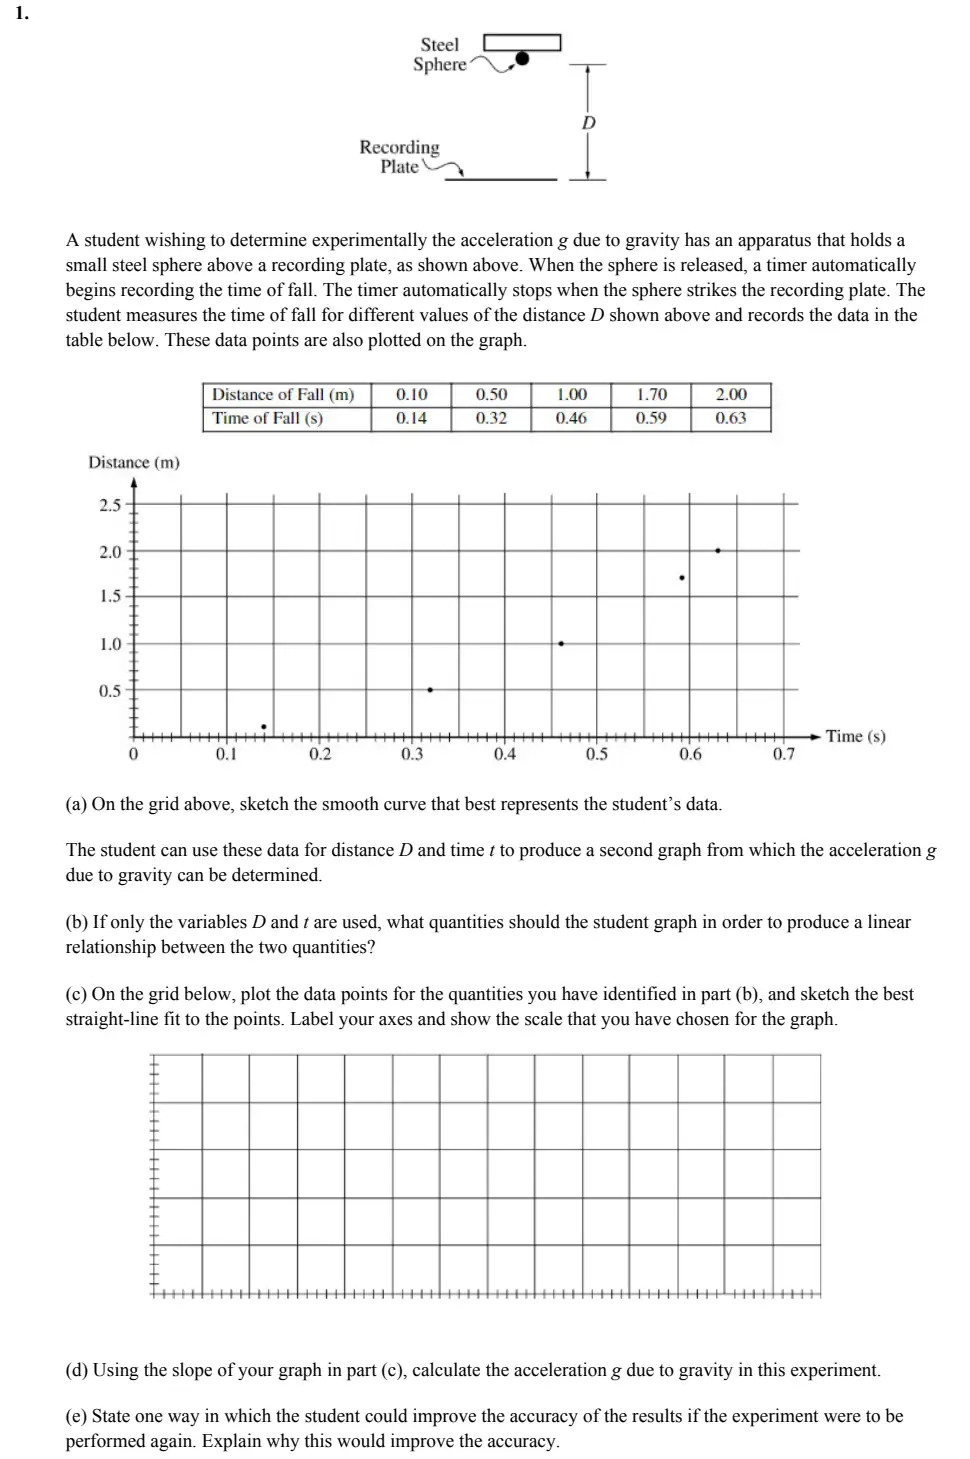 1.
Steel
Sphere
D
Recording
Plate
A student wishing to determine experimentally the acceleration g due to gravity has an apparatus that holds a
small steel sphere above a recording plate, as shown above. When the sphere is released, a timer automatically
begins recording the time of fall. The timer automatically stops when the sphere strikes the recording plate. The
student measures the time of fall for different values of the distance D shown above and records the data in the
table below. These data points are also plotted on the graph.
Distance of Fall (m) 0.10 0.50 1.00 1.70 2.00
Time of Fall (s) 0.14 0.32 0.46 0.59 0.63
Distance (m)
2.5
2.0
1.5
1.0
0.5
Time (s)
0 0.1 0.2 0.3 0.4 0.5 0.6 0.7
(a) On the grid above, sketch the smooth curve that best represents the student's data.
The student can use these data for distance D and time t to produce a second graph from which the acceleration g
due to gravity can be determined.
(b) If only the variables D and t are used, what quantities should the student graph in order to produce a linear
relationship between the two quantities?
(c) On the grid below, plot the data points for the quantities you have identified in part (b), and sketch the best
straight-line fit to the points. Label your axes and show the scale that you have chosen for the graph.
(d) Using the slope of your graph in part (c), calculate the acceleration g due to gravity in this experiment.
(e) State one way in which the student could improve the accuracy of the results if the experiment were to be
performed again. Explain why this would improve the accuracy.